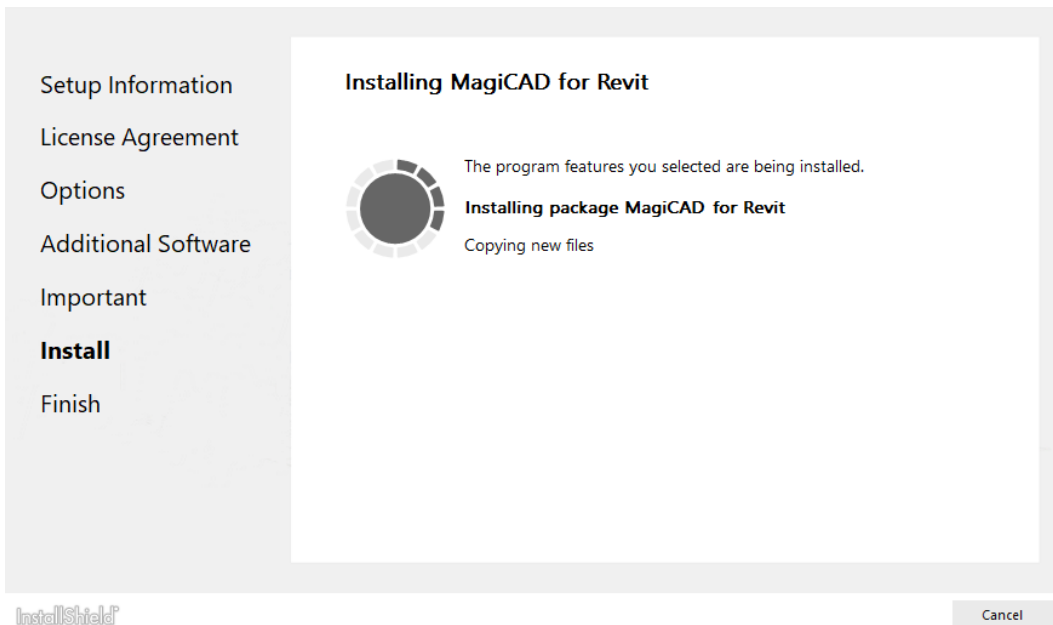 Setup Information
License Agreement
Options
Additional Software
Important
Install
Finish
Installing MagiCAD for Revit
The program features you selected are being installed.
Installing package MagiCAD for Revit
Copying new files
InstallShield™
Cancel